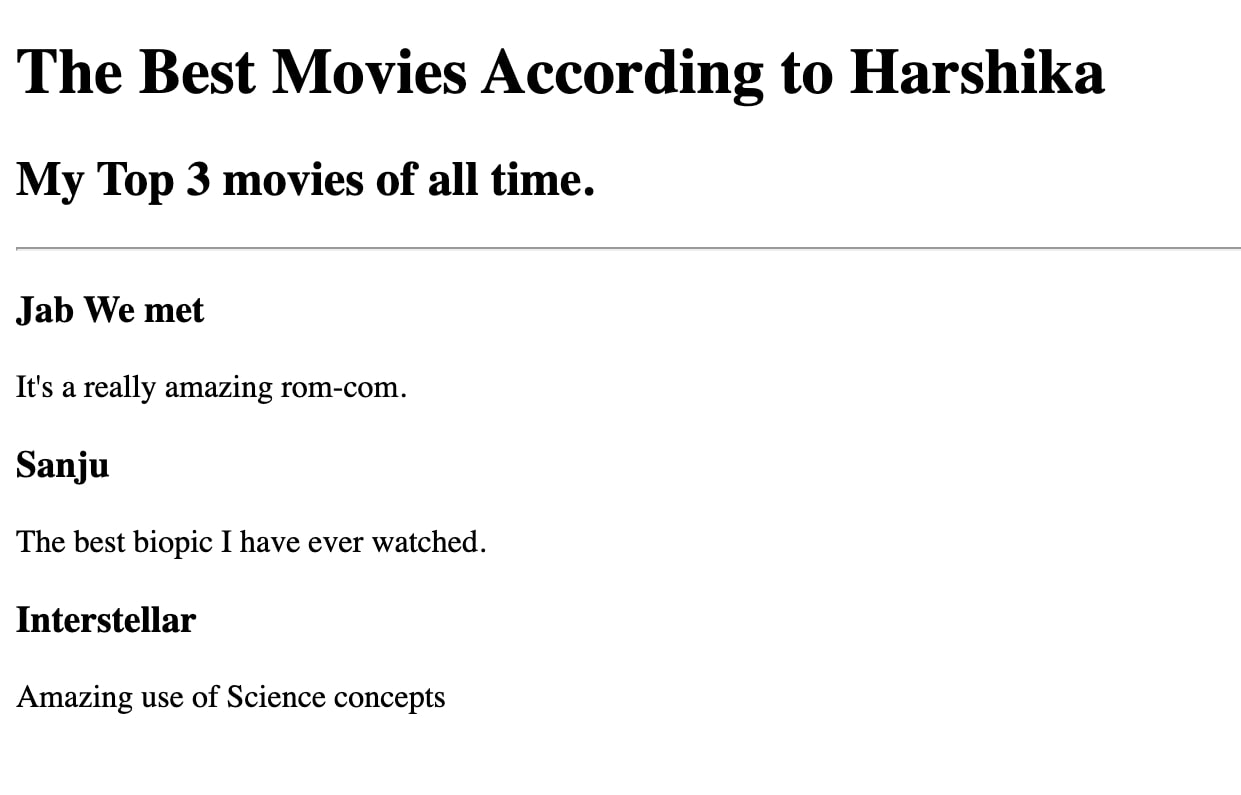 The Best Movies According to Harshika
My Top 3 movies of all time.
Jab We met
It's a really amazing rom-com.
Sanju
The best biopic I have ever watched.
Interstellar
Amazing use of Science concepts